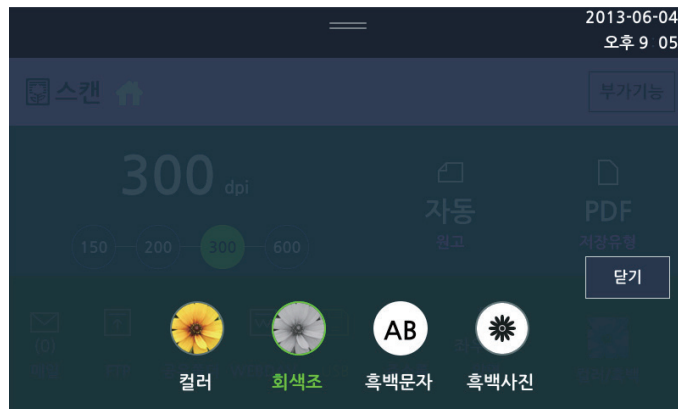 2013-06-04
오후 9 05
스캔
부가기능
300 dpi
자동
PDF
원고
저장유형
150
200
300
600
닫기
(0)
AB
컬러
회색조
흑백문자
흑백사진